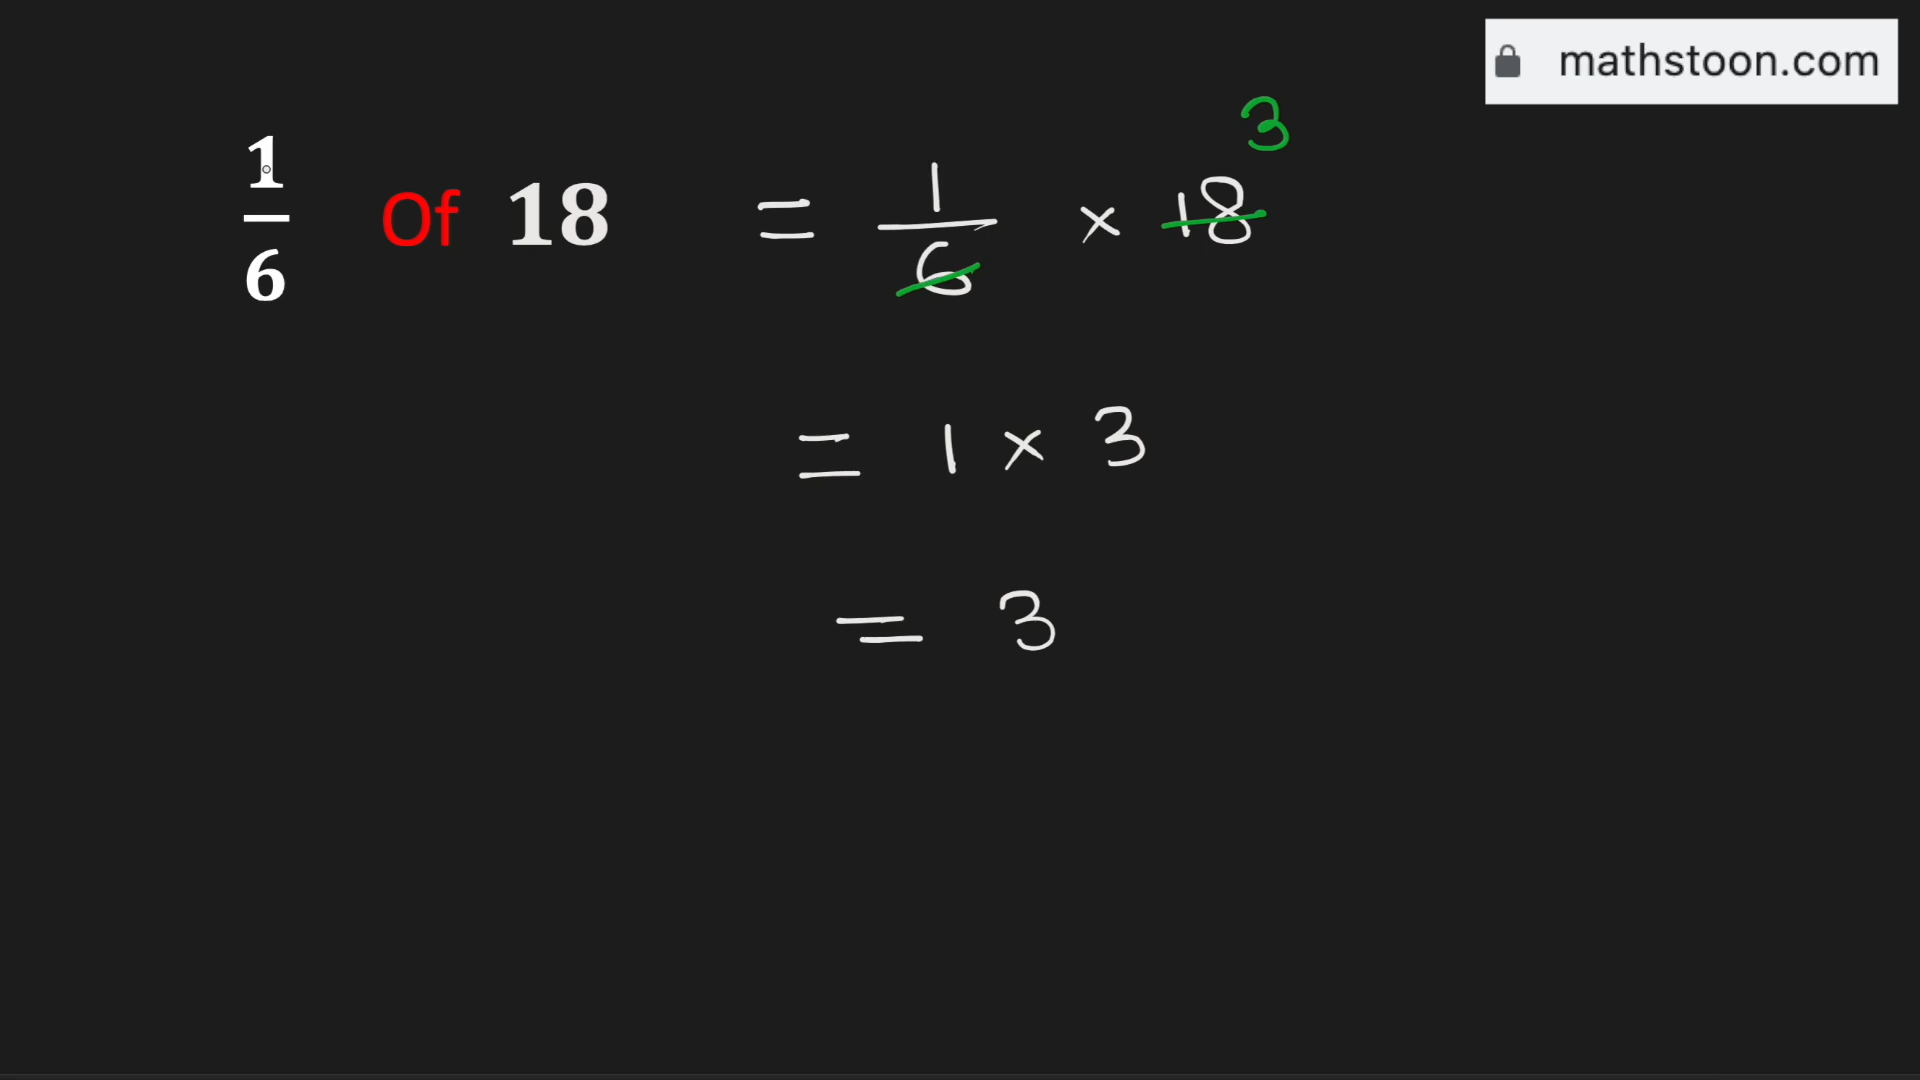 mathstoon.com
1/6 Of 18 = 1/6 × 18 3
= 1 × 3
= 3